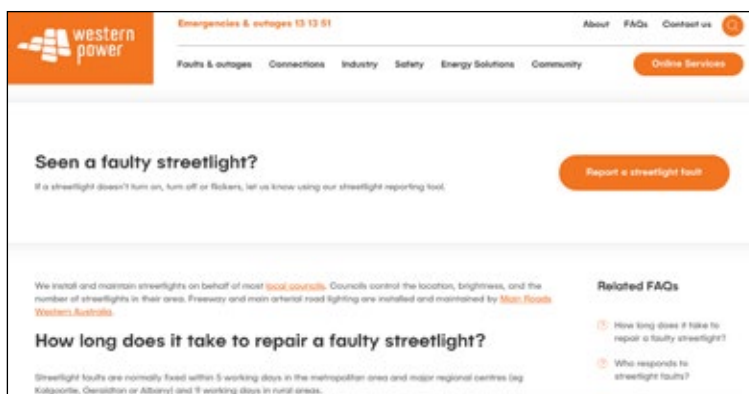 western
power
Emergencies & outages 13 13 51
About FAQs Contact us
Faults & outages Connections Industry Safety Energy Solutions Community
Online Services
Seen a faulty streetlight?
If a streetlight doesn't turn on, turn off or flickers, let us know using our streetlight reporting tool.
Report a streetlight fault
We install and maintain streetlights on behalf of most local councils. Councils control the location, brightness, and the
number of streetlights in their area. Freeway and main arterial road lighting are installed and maintained by Main Roads
Western Australia.
How long does it take to repair a faulty streetlight?
Streetlight faults are normally fixed within 5 working days in the metropolitan area and major regional centres (eg
Kalgoorlie, Geraldton or Albany) and 9 working days in rural areas.
Related FAQs
How long does it take to
repair a faulty streetlight?
Who responds to
streetlight faults?